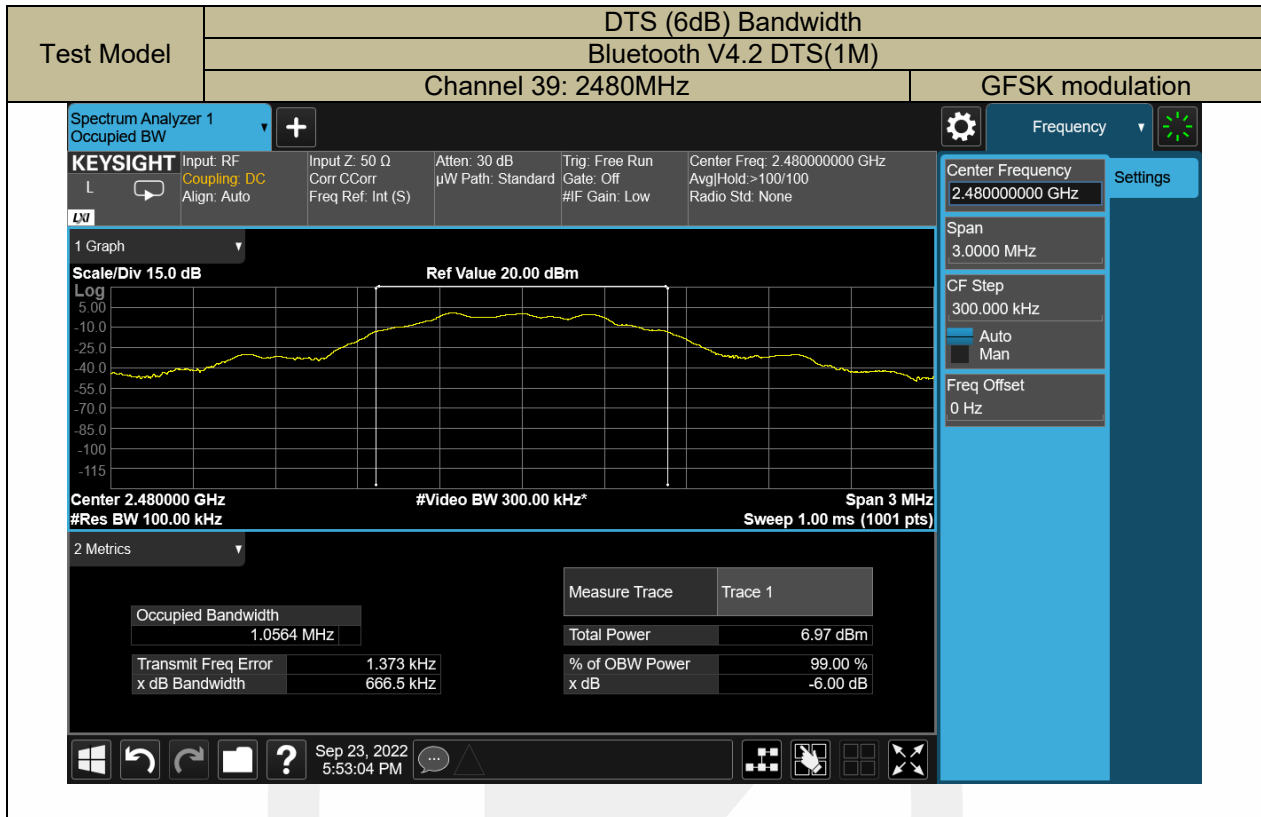 Test Model
DTS (6dB) Bandwidth
Bluetooth V4.2 DTS(1M)
Channel 39: 2480MHz
GFSK modulation
Spectrum Analyzer 1
Occupied BW
Frequency
KEYSIGHT
L
LXI
Input: RF
Coupling: DC
Align: Auto
Input Z: 50 Ω
Corr CCorr
Freq Ref: Int (S)
Atten: 30 dB
µW Path: Standard
Trig: Free Run
Gate: Off
#IF Gain: Low
Center Freq: 2.480000000 GHz
Avg|Hold:>100/100
Radio Std: None
Center Frequency
2.480000000 GHz
Settings
Span
3.0000 MHz
CF Step
300.000 kHz
Auto
Man
Freq Offset
0 Hz
1 Graph
Scale/Div 15.0 dB
Ref Value 20.00 dBm
Log
5.00
-10.0
-25.0
-40.0
-55.0
-70.0
-85.0
-100
-115
Center 2.480000 GHz
#Video BW 300.00 kHz*
Span 3 MHz
#Res BW 100.00 kHz
Sweep 1.00 ms (1001 pts)
2 Metrics
Measure Trace
Trace 1
Occupied Bandwidth
1.0564 MHz
Total Power
6.97 dBm
Transmit Freq Error
1.373 kHz
% of OBW Power
99.00 %
x dB Bandwidth
666.5 kHz
x dB
-6.00 dB
?
Sep 23, 2022
5:53:04 PM